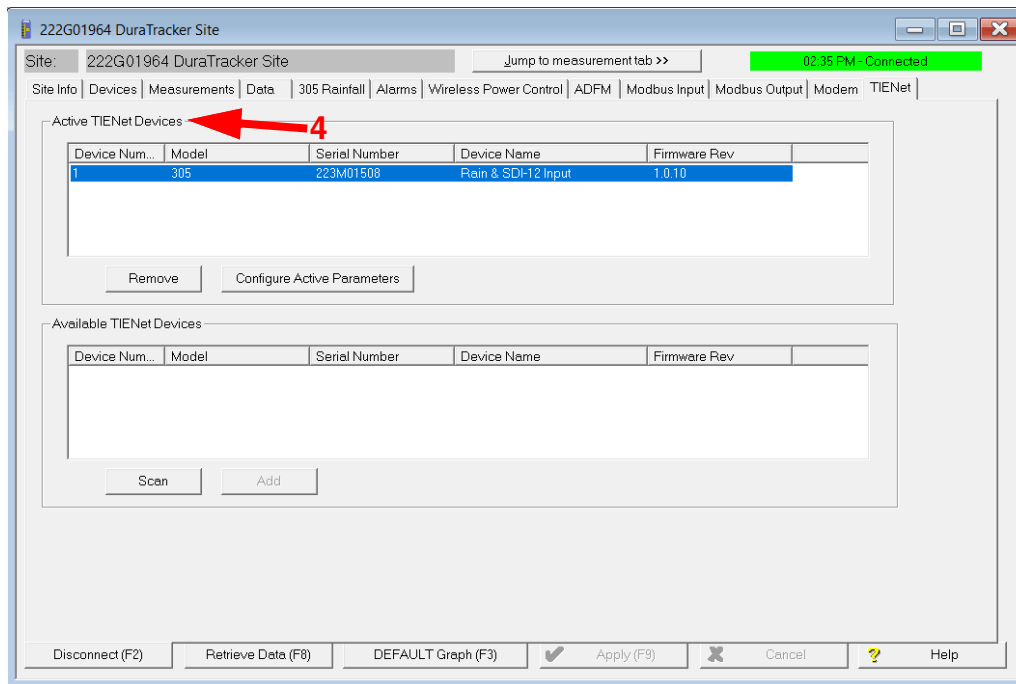 222G01964 DuraTracker Site
Site: 222G01964 DuraTracker Site Jump to measurement tab >> 02:35 PM - Connected
Site Info Devices Measurements Data 305 Rainfall Alarms Wireless Power Control ADFM Modbus Input Modbus Output Modem TIENet
Active TIENet Devices 4
Device Num... Model Serial Number Device Name Firmware Rev
1 305 223M01508 Rain & SDI-12 Input 1.0.10
Remove Configure Active Parameters
Available TIENet Devices
Device Num... Model Serial Number Device Name Firmware Rev
Scan Add
Disconnect (F2) Retrieve Data (F8) DEFAULT Graph (F3) Apply (F9) Cancel Help